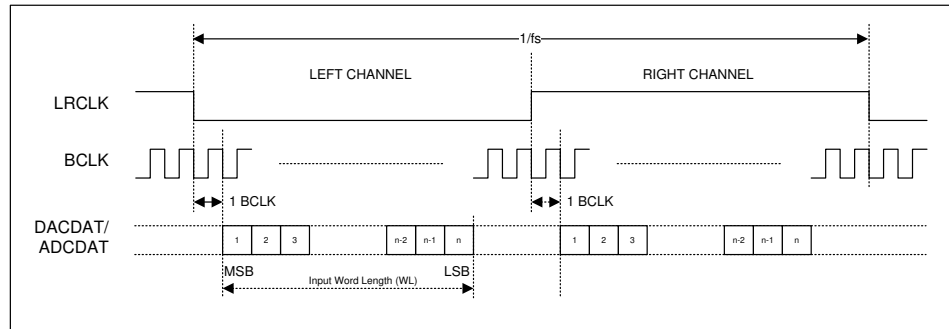 1/fs
LEFT CHANNEL RIGHT CHANNEL
LRCLK
BCLK
1 BCLK 1 BCLK
DACDAT/
ADCDAT
1 2 3 n-2 n-1 n 1 2 3 n-2 n-1 n
MSB LSB
Input Word Length (WL)